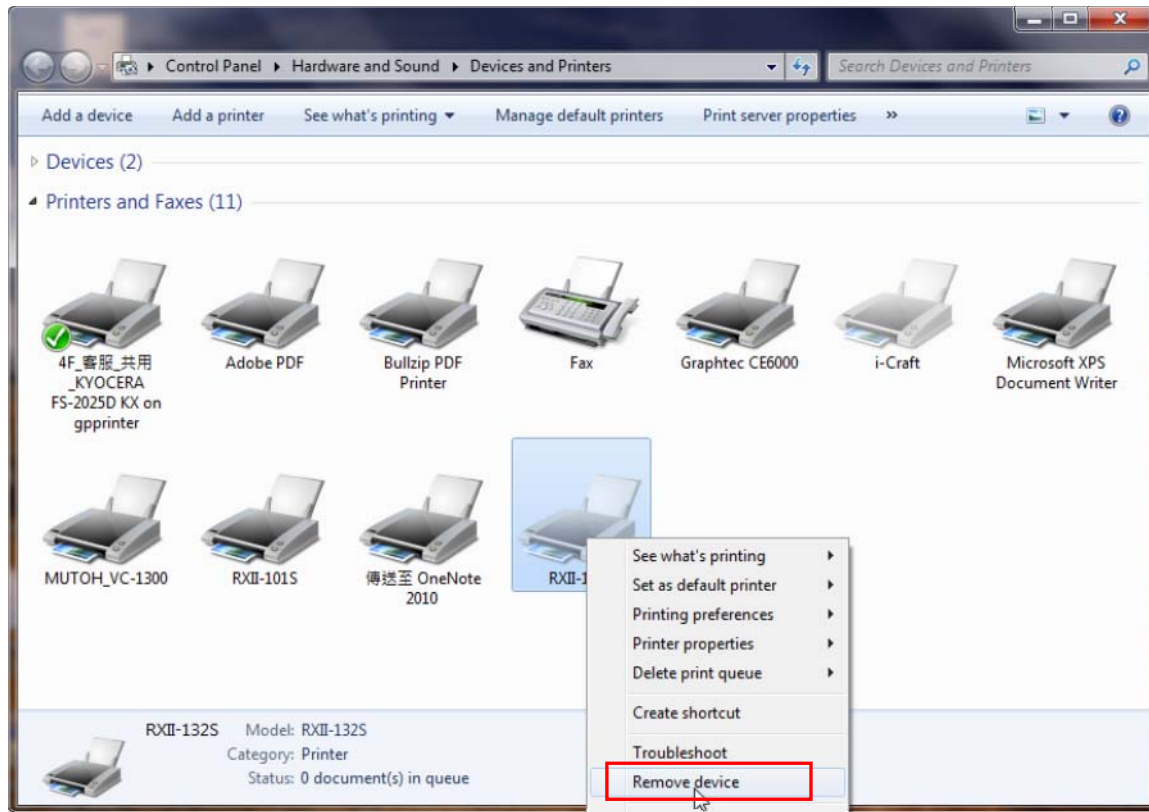 Control Panel Hardware and Sound Devices and Printers
Search Devices and Printers
Add a device Add a printer See what's printing Manage default printers Print server properties »
Devices (2)
Printers and Faxes (11)
4F_客服_共用
_KYOCERA
FS-2025D KX on
gpprinter
Adobe PDF
Bullzip PDF
Printer
Fax
Graphtec CE6000
i-Craft
Microsoft XPS
Document Writer
MUTOH_VC-1300
RXII-101S
傳送至 OneNote
2010
RXII-1
See what's printing
Set as default printer
Printing preferences
Printer properties
Delete print queue
Create shortcut
Troubleshoot
Remove device
RXII-132S Model: RXII-132S
Category: Printer
Status: 0 document(s) in queue